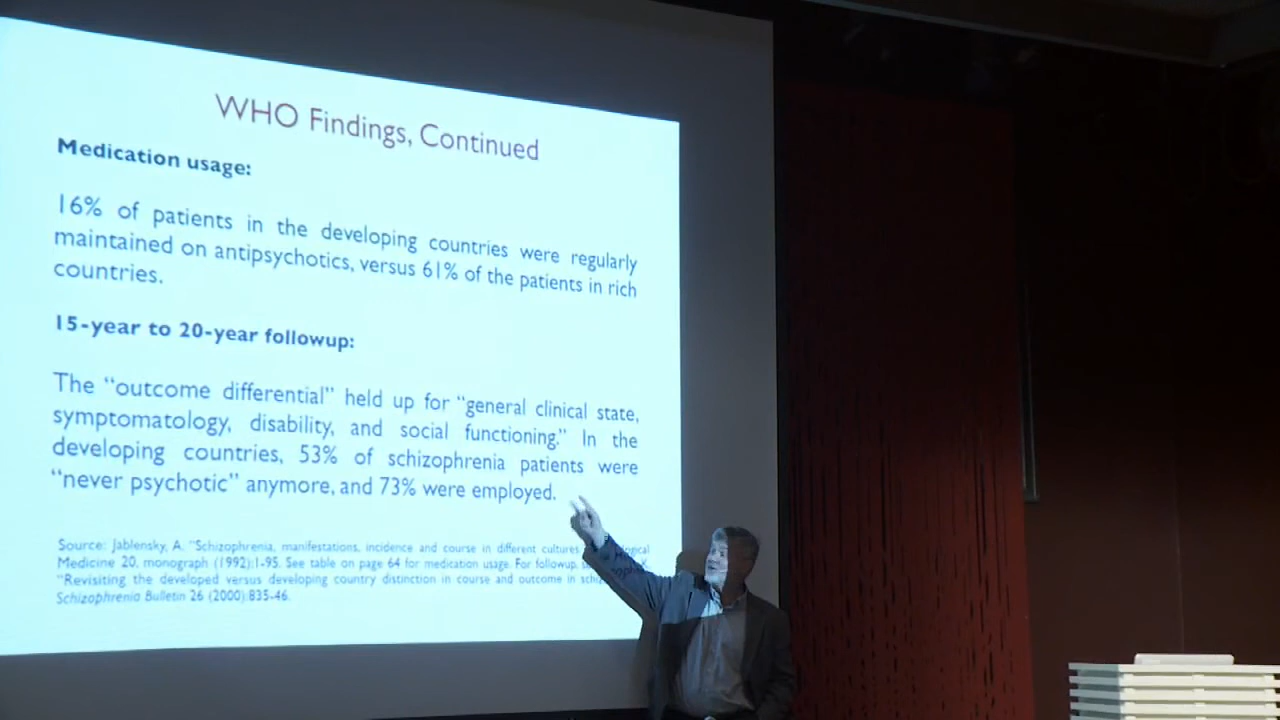 WHO Findings, Continued
Medication usage:
16% of patients in the developing countries were regularly
maintained on antipsychotics, versus 61% of the patients in rich
countries.
15-year to 20-year followup:
The “outcome differential” held up for “general clinical state,
symptomatology, disability, and social functioning.” In the
developing countries, 53% of schizophrenia patients were
“never psychotic” anymore, and 73% were employed.
Source: Jablensky, A. “Schizophrenia, manifestations, incidence and course in different cultures
Medicine 20, monograph (1992):1-95. See table on page 64 for medication usage. For followup,
“Revisiting the developed versus developing country distinction in course and outcome in
Schizophrenia Bulletin 26 (2000):835-46.